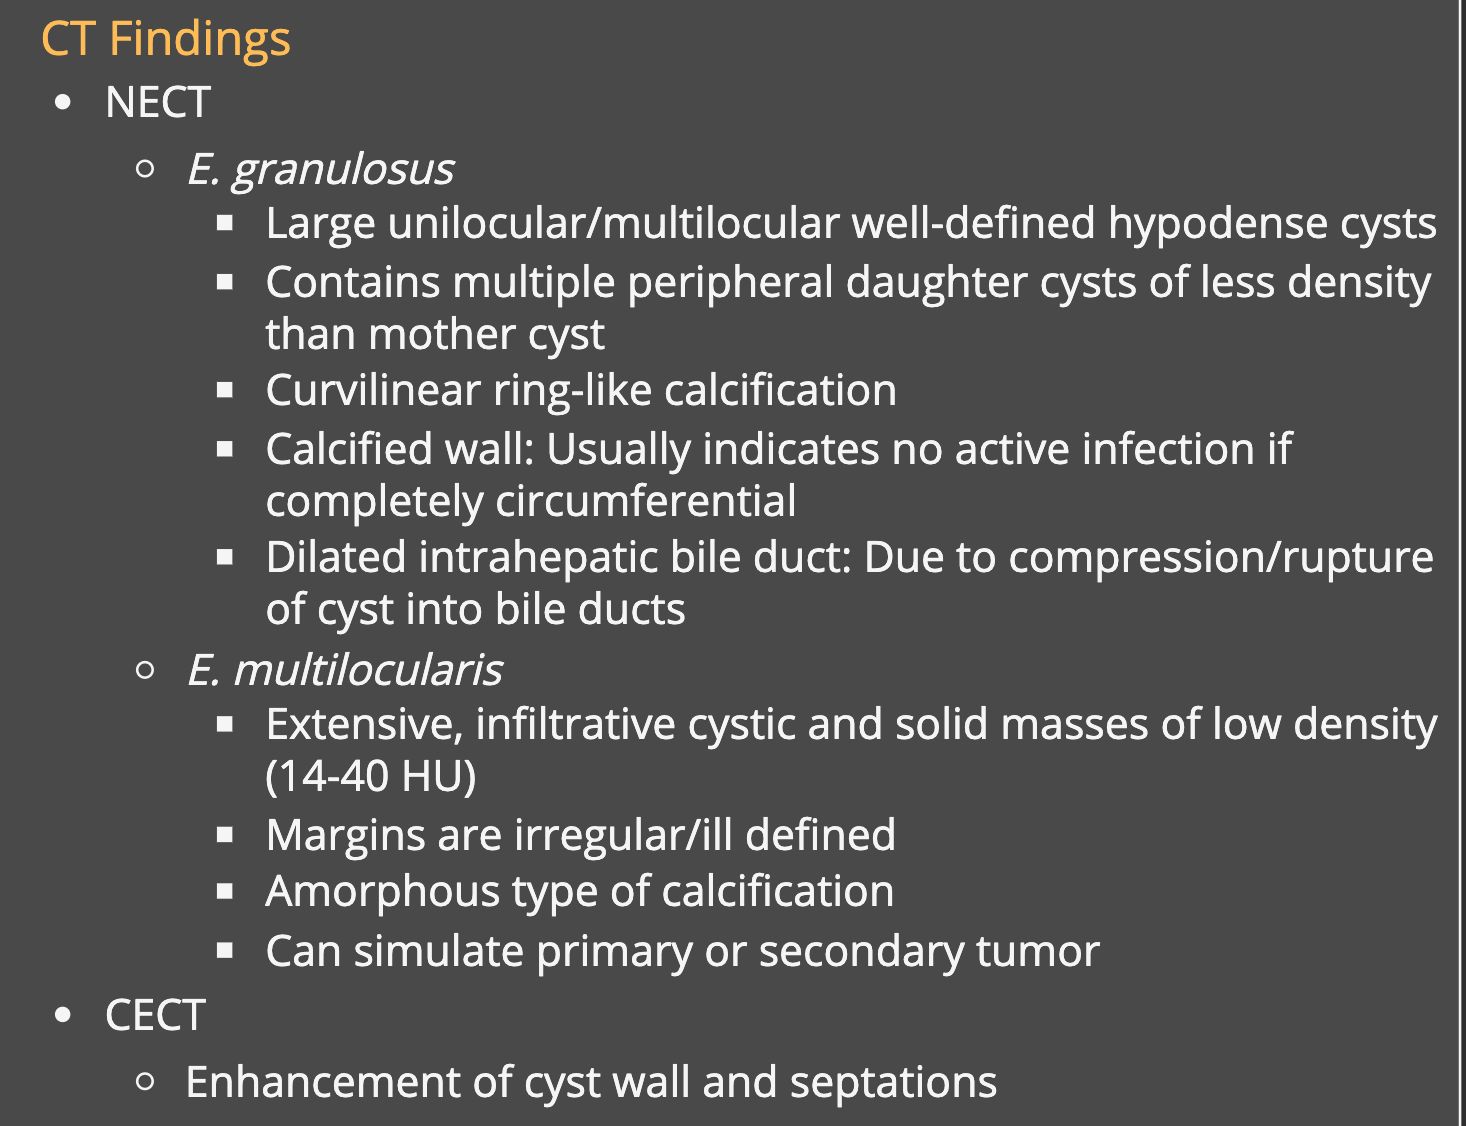 CT Findings
• NECT
○ E. granulosus
▪ Large unilocular/multilocular well-defined hypodense cysts
▪ Contains multiple peripheral daughter cysts of less density
than mother cyst
▪ Curvilinear ring-like calcification
▪ Calcified wall: Usually indicates no active infection if
completely circumferential
▪ Dilated intrahepatic bile duct: Due to compression/rupture
of cyst into bile ducts
○ E. multilocularis
▪ Extensive, infiltrative cystic and solid masses of low density
(14-40 HU)
▪ Margins are irregular/ill defined
▪ Amorphous type of calcification
▪ Can simulate primary or secondary tumor
• CECT
○ Enhancement of cyst wall and septations